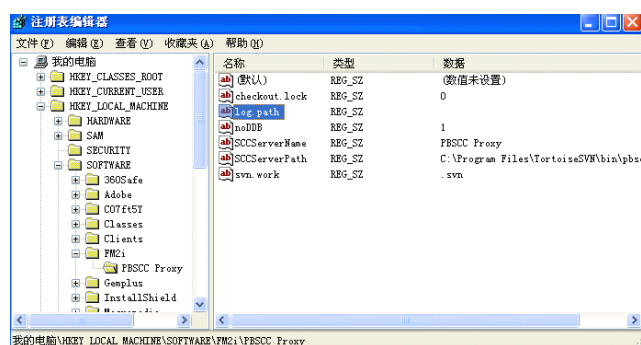 注册表编辑器
文件(F) 编辑(E) 查看(V) 收藏夹(A) 帮助(H)
我的电脑
HKEY_CLASSES_ROOT
HKEY_CURRENT_USER
HKEY_LOCAL_MACHINE
HARDWARE
SAM
SECURITY
SOFTWARE
360Safe
Adobe
C07ft5Y
Classes
Clients
FM2i
PBSCC Proxy
Gemplus
InstallShield
名称 类型 数据
(默认) REG_SZ (数值未设置)
checkout.lock REG_SZ 0
log.path REG_SZ
noDDB REG_SZ 1
SCCServerName REG_SZ PBSCC Proxy
SCCServerPath REG_SZ C:\Program Files\TortoiseSVN\bin\pbsc
svn.work REG_SZ .svn
我的电脑\HKEY_LOCAL_MACHINE\SOFTWARE\FM2i\PBSCC Proxy